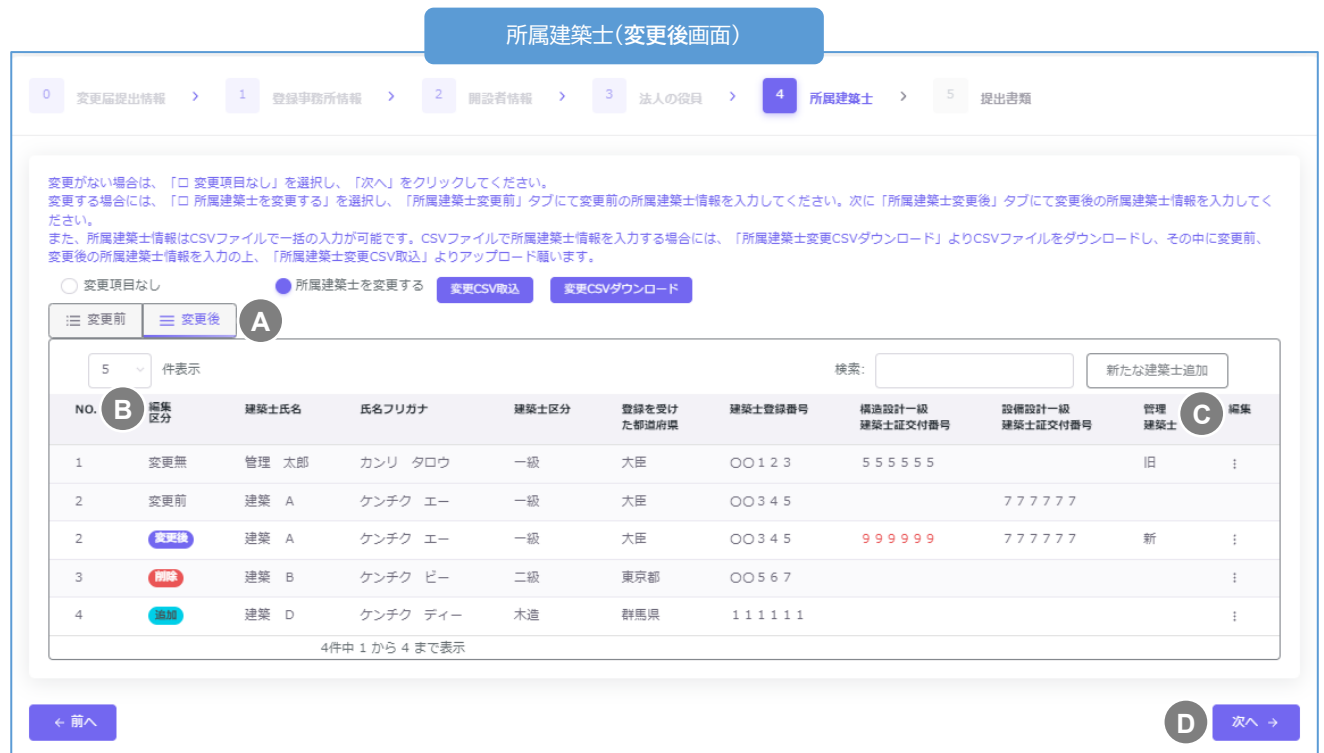 所属建築士(変更後画面)
0 変更届提出情報 > 1 登録事務所情報 > 2 開設者情報 > 3 法人の役員 > 4 所属建築士 > 5 提出書類
変更がない場合は、「□ 変更項目なし」を選択し、「次へ」をクリックしてください。
変更する場合には、「□ 所属建築士を変更する」を選択し、「所属建築士変更前」タブにて変更前の所属建築士情報を入力してください。次に「所属建築士変更後」タブにて変更後の所属建築士情報を入力してく
ださい。
また、所属建築士情報はCSVファイルで一括の入力が可能です。CSVファイルで所属建築士情報を入力する場合には、「所属建築士変更CSVダウンロード」よりCSVファイルをダウンロードし、その中に変更前、
変更後の所属建築士情報を入力の上、「所属建築士変更CSV取込」よりアップロード願います。
変更項目なし 所属建築士を変更する 変更CSV取込 変更CSVダウンロード
変更前 変更後 A
5 件表示 検索: 新たな建築士追加
NO. B 編集区分 建築士氏名 氏名フリガナ 建築士区分 登録を受けた都道府県 建築士登録番号 構造設計一級建築士証交付番号 設備設計一級建築士証交付番号 管理建築士 C 編集
1 変更無 管理 太郎 カンリ タロウ 一級 大臣 〇〇123 555555 旧
2 変更前 建築 A ケンチク エー 一級 大臣 〇〇345 777777
2 変更後 建築 A ケンチク エー 一級 大臣 〇〇345 999999 777777 新
3 削除 建築 B ケンチク ビー 二級 東京都 〇〇567
4 追加 建築 D ケンチク ディー 木造 群馬県 111111
4件中 1 から 4 まで表示
← 前へ D 次へ →